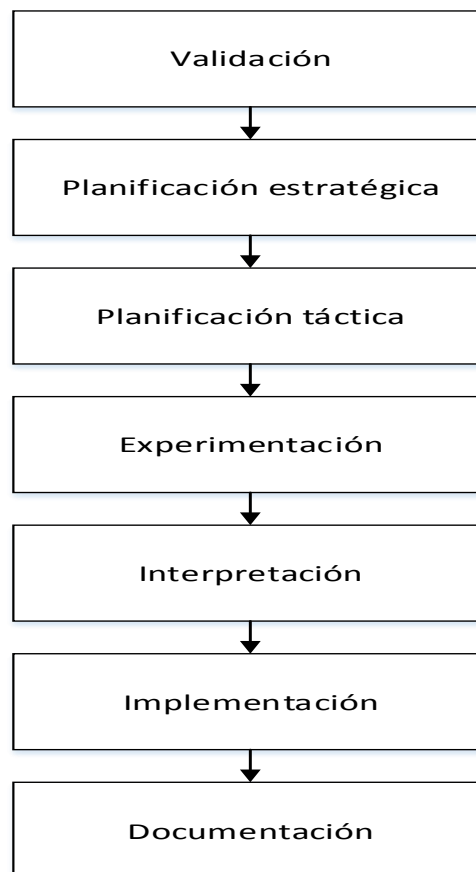 Validación
Planificación estratégica
Planificación táctica
Experimentación
Interpretación
Implementación
Documentación